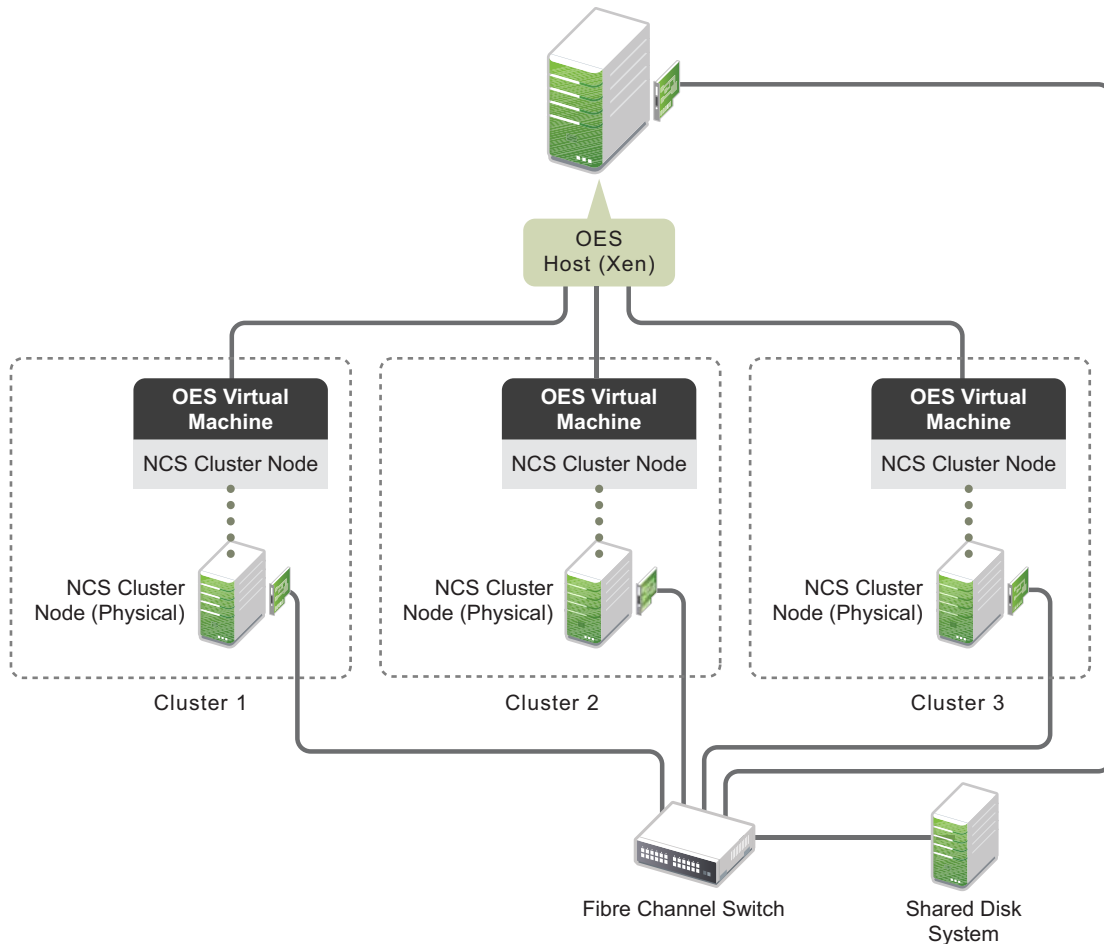 OES
Host (Xen)
OES Virtual
Machine
NCS Cluster Node
NCS Cluster
Node (Physical)
Cluster 1
OES Virtual
Machine
NCS Cluster Node
NCS Cluster
Node (Physical)
Cluster 2
OES Virtual
Machine
NCS Cluster Node
NCS Cluster
Node (Physical)
Cluster 3
Fibre Channel Switch
Shared Disk
System